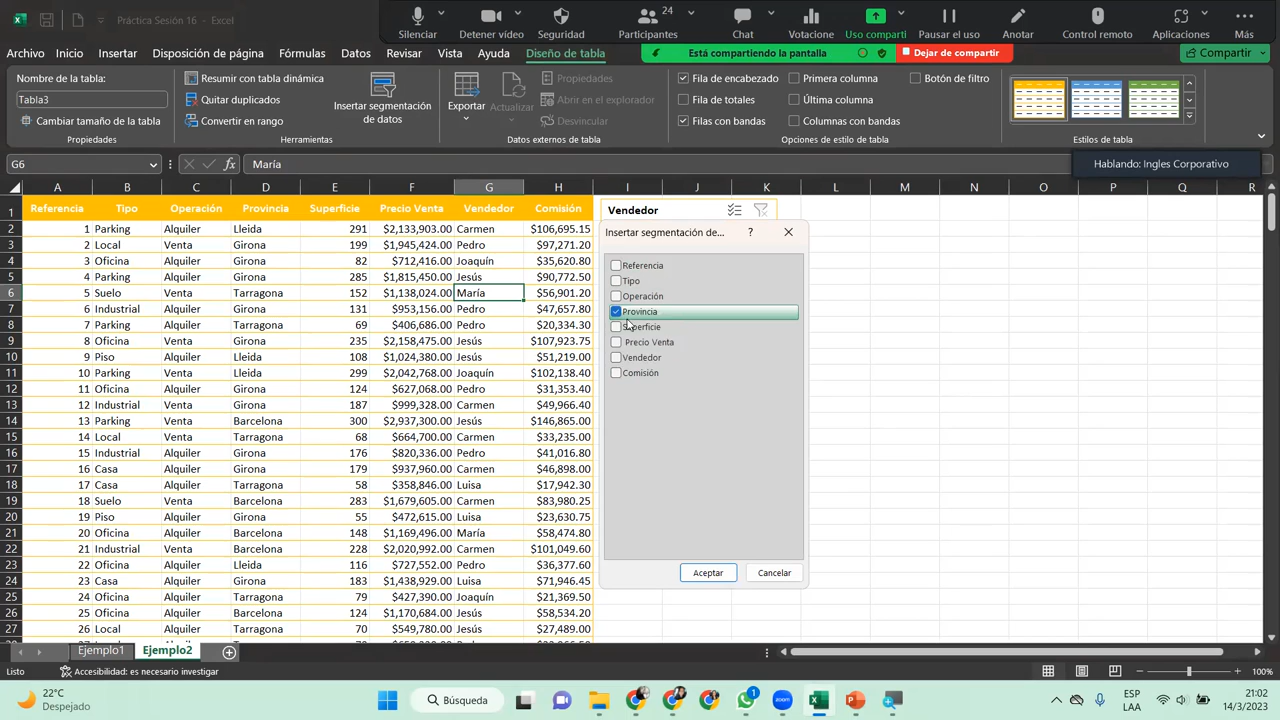 Práctica Sesión 16 - Excel
Silenciar
Detener video
Seguridad
24
Participantes
Chat
Votacione
Uso comparti
Pausar el uso
Anotar
Control remoto
Aplicaciones
Más
Archivo Inicio Insertar Disposición de página Fórmulas Datos Revisar Vista Ayuda Diseño de tabla
Está compartiendo la pantalla
Dejar de compartir
Compartir
Nombre de la tabla:
Tabla3
Cambiar tamaño de la tabla
Propiedades
Resumir con tabla dinámica
Quitar duplicados
Convertir en rango
Insertar segmentación
de datos
Herramientas
Exportar
Actualizar
Propiedades
Abrir en el explorador
Desvincular
Datos externos de tabla
Fila de encabezado
Fila de totales
Filas con bandas
Primera columna
Última columna
Columnas con bandas
Botón de filtro
Opciones de estilo de tabla
Estilos de tabla
G6
fx
María
Hablando: Ingles Corporativo
A B C D E F G H I J K L M N O P Q R
1 Referencia Tipo Operación Provincia Superficie Precio Venta Vendedor Comisión
2 1 Parking Alquiler Lleida 291 $2,133,903.00 Carmen $106,695.15
3 2 Local Venta Girona 199 $1,945,424.00 Pedro $97,271.20
4 3 Oficina Alquiler Girona 82 $712,416.00 Joaquín $35,620.80
5 4 Parking Alquiler Girona 285 $1,815,450.00 Jesús $90,772.50
6 5 Suelo Venta Tarragona 152 $1,138,024.00 María $56,901.20
7 6 Industrial Alquiler Girona 131 $953,156.00 Pedro $47,657.80
8 7 Parking Alquiler Tarragona 69 $406,686.00 Pedro $20,334.30
9 8 Oficina Alquiler Girona 235 $2,158,475.00 Jesús $107,923.75
10 9 Piso Alquiler Lleida 108 $1,024,380.00 Jesús $51,219.00
11 10 Parking Venta Lleida 299 $2,042,768.00 Joaquín $102,138.40
12 11 Oficina Alquiler Girona 124 $627,068.00 Pedro $31,353.40
13 12 Industrial Venta Girona 187 $999,328.00 Carmen $49,966.40
14 13 Parking Venta Barcelona 300 $2,937,300.00 Jesús $146,865.00
15 14 Local Venta Tarragona 68 $664,700.00 Carmen $33,235.00
16 15 Industrial Alquiler Girona 176 $820,336.00 Pedro $41,016.80
17 16 Casa Alquiler Girona 179 $937,960.00 Carmen $46,898.00
18 17 Casa Alquiler Tarragona 58 $358,846.00 Luisa $17,942.30
19 18 Suelo Venta Barcelona 283 $1,679,605.00 Carmen $83,980.25
20 19 Piso Alquiler Girona 55 $472,615.00 Luisa $23,630.75
21 20 Oficina Alquiler Barcelona 148 $1,169,496.00 María $58,474.80
22 21 Industrial Venta Barcelona 228 $2,020,992.00 Carmen $101,049.60
23 22 Oficina Alquiler Lleida 116 $727,552.00 Pedro $36,377.60
24 23 Casa Alquiler Girona 183 $1,438,929.00 Luisa $71,946.45
25 24 Oficina Alquiler Tarragona 79 $427,390.00 Joaquín $21,369.50
26 25 Oficina Alquiler Barcelona 124 $1,170,684.00 Jesús $58,534.20
27 26 Local Alquiler Tarragona 70 $549,780.00 Jesús $27,489.00
Vendedor
Insertar segmentación de... ?
Referencia
Tipo
Operación
Provincia
Superficie
Precio Venta
Vendedor
Comisión
Aceptar Cancelar
Ejemplo1 Ejemplo2
Listo
Accesibilidad: es necesario investigar
100%
22°C
Despejado
Búsqueda
1
zoom
ESP
LAA
21:02
14/3/2023